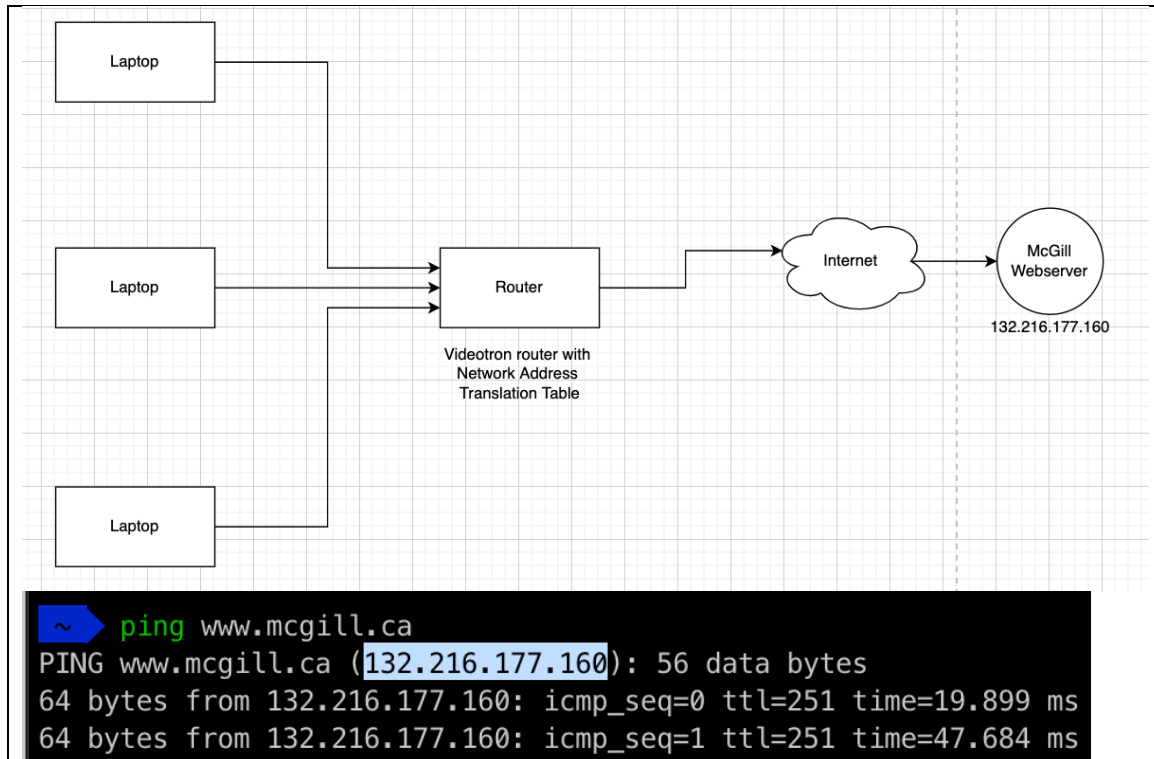 Laptop
Laptop
Router
Internet
McGill
Webserver
132.216.177.160
Videotron router with
Network Address
Translation Table
Laptop
~ ping www.mcgill.ca
PING www.mcgill.ca (132.216.177.160): 56 data bytes
64 bytes from 132.216.177.160: icmp_seq=0 ttl=251 time=19.899 ms
64 bytes from 132.216.177.160: icmp_seq=1 ttl=251 time=47.684 ms